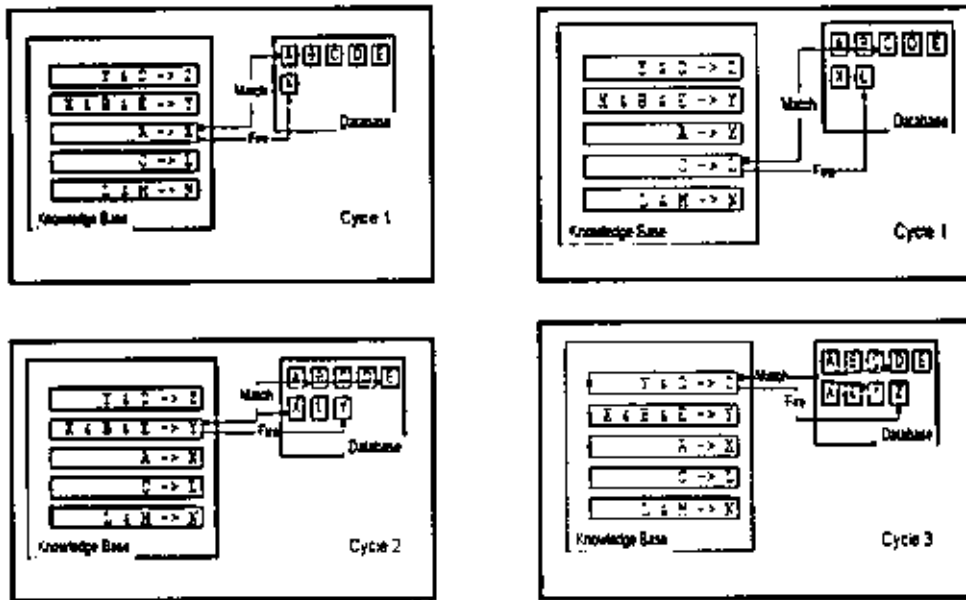 Y & D -> Z
X & B & E -> Y
A -> X
C -> L
L & M -> N
Knowledge Base
Match
Fire
A B C D E
X
Database
Cycle 1
Y & D -> Z
X & B & E -> Y
A -> X
C -> L
L & M -> N
Knowledge Base
Match
Fire
A B C D E
X L
Database
Cycle 1
Y & D -> Z
X & B & E -> Y
A -> X
C -> L
L & M -> N
Knowledge Base
Match
Fire
A B C D E
X L Y
Database
Cycle 2
Y & D -> Z
X & B & E -> Y
A -> X
C -> L
L & M -> N
Knowledge Base
Match
Fire
A B C D E
X L Y Z
Database
Cycle 3